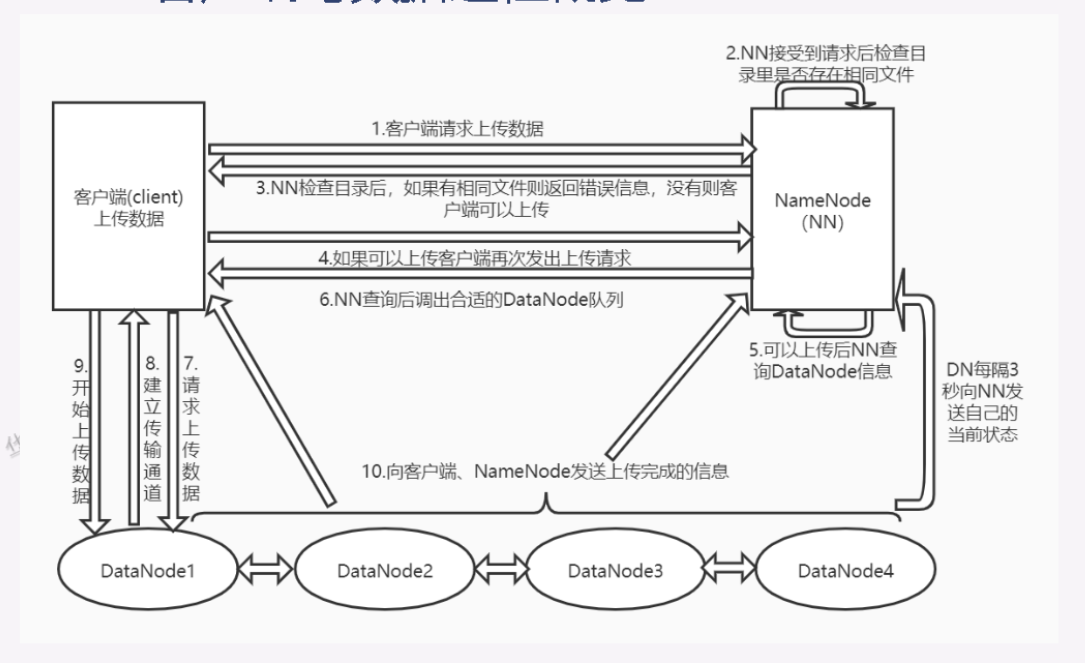 2.NN接受到请求后检查目
录里是否存在相同文件
1.客户端请求上传数据
客户端(client)
上传数据
3.NN检查目录后，如果有相同文件则返回错误信息，没有则客
户端可以上传
NameNode
（NN）
4.如果可以上传客户端再次发出上传请求
6.NN查询后调出合适的DataNode队列
5.可以上传后NN查
询DataNode信息
9.开始上传数据
8.建立传输通道
7.请求上传数据
DN每隔3
秒向NN发
送自己的
当前状态
10.向客户端、NameNode发送上传完成的信息
DataNode1
DataNode2
DataNode3
DataNode4